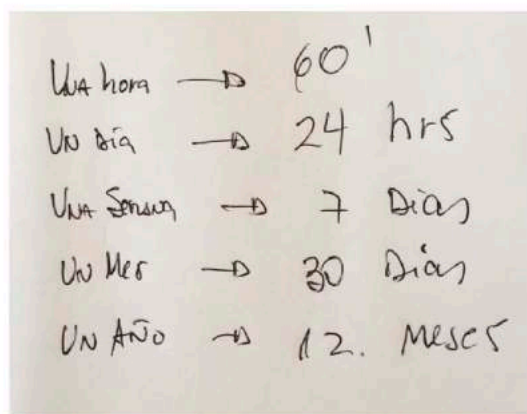 UNA hora → 60'
UN Día → 24 hrs
UNA Semana → 7 Días
UN Mes → 30 Días
UN AÑO → 12. Meses